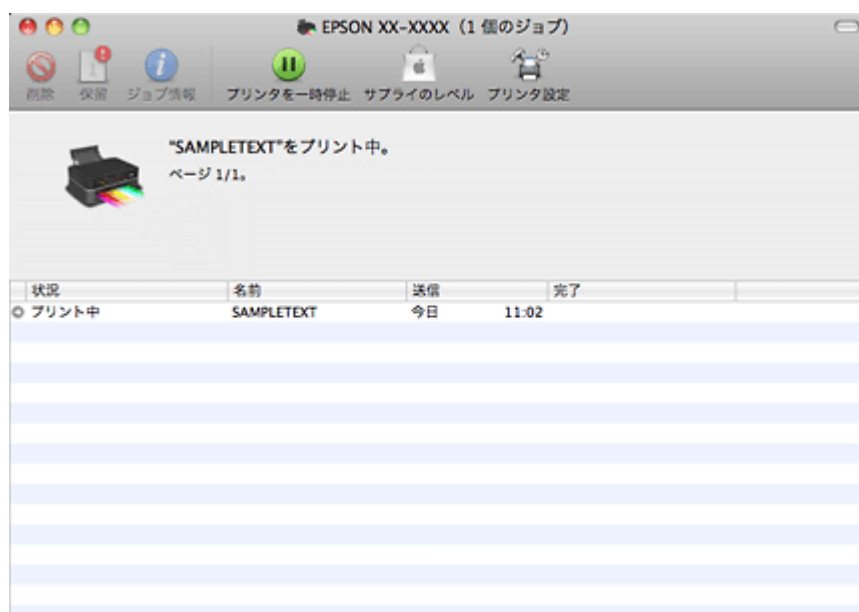 EPSON XX-XXXX（1 個のジョブ）
削除 保留 ジョブ情報 プリンタを一時停止 サプライのレベル プリンタ設定
"SAMPLETEXT"をプリント中。
ページ 1/1。
状況 名前 送信 完了
プリント中 SAMPLETEXT 今日 11:02